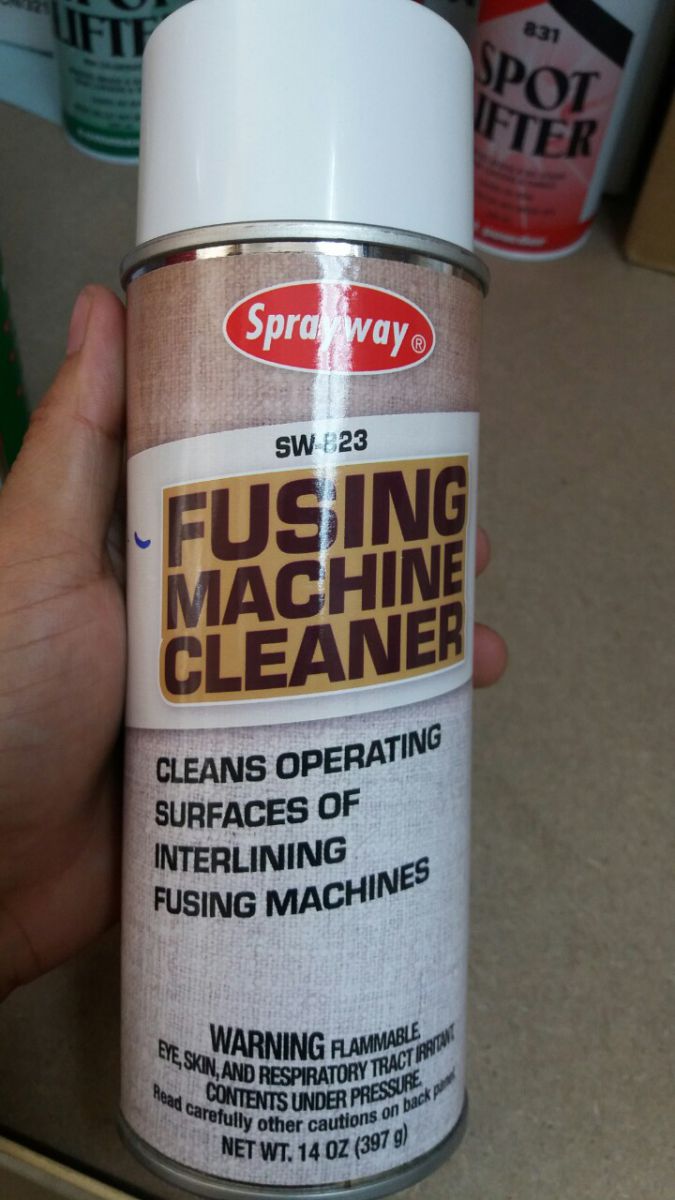 831
SPOT
LIFTER
Sprayway®
SW-823
FUSING
MACHINE
CLEANER
CLEANS OPERATING
SURFACES OF
INTERLINING
FUSING MACHINES
WARNING FLAMMABLE.
EYE, SKIN, AND RESPIRATORY TRACT IRRITANT.
CONTENTS UNDER PRESSURE.
Read carefully other cautions on back panel.
NET WT. 14 OZ (397 g)